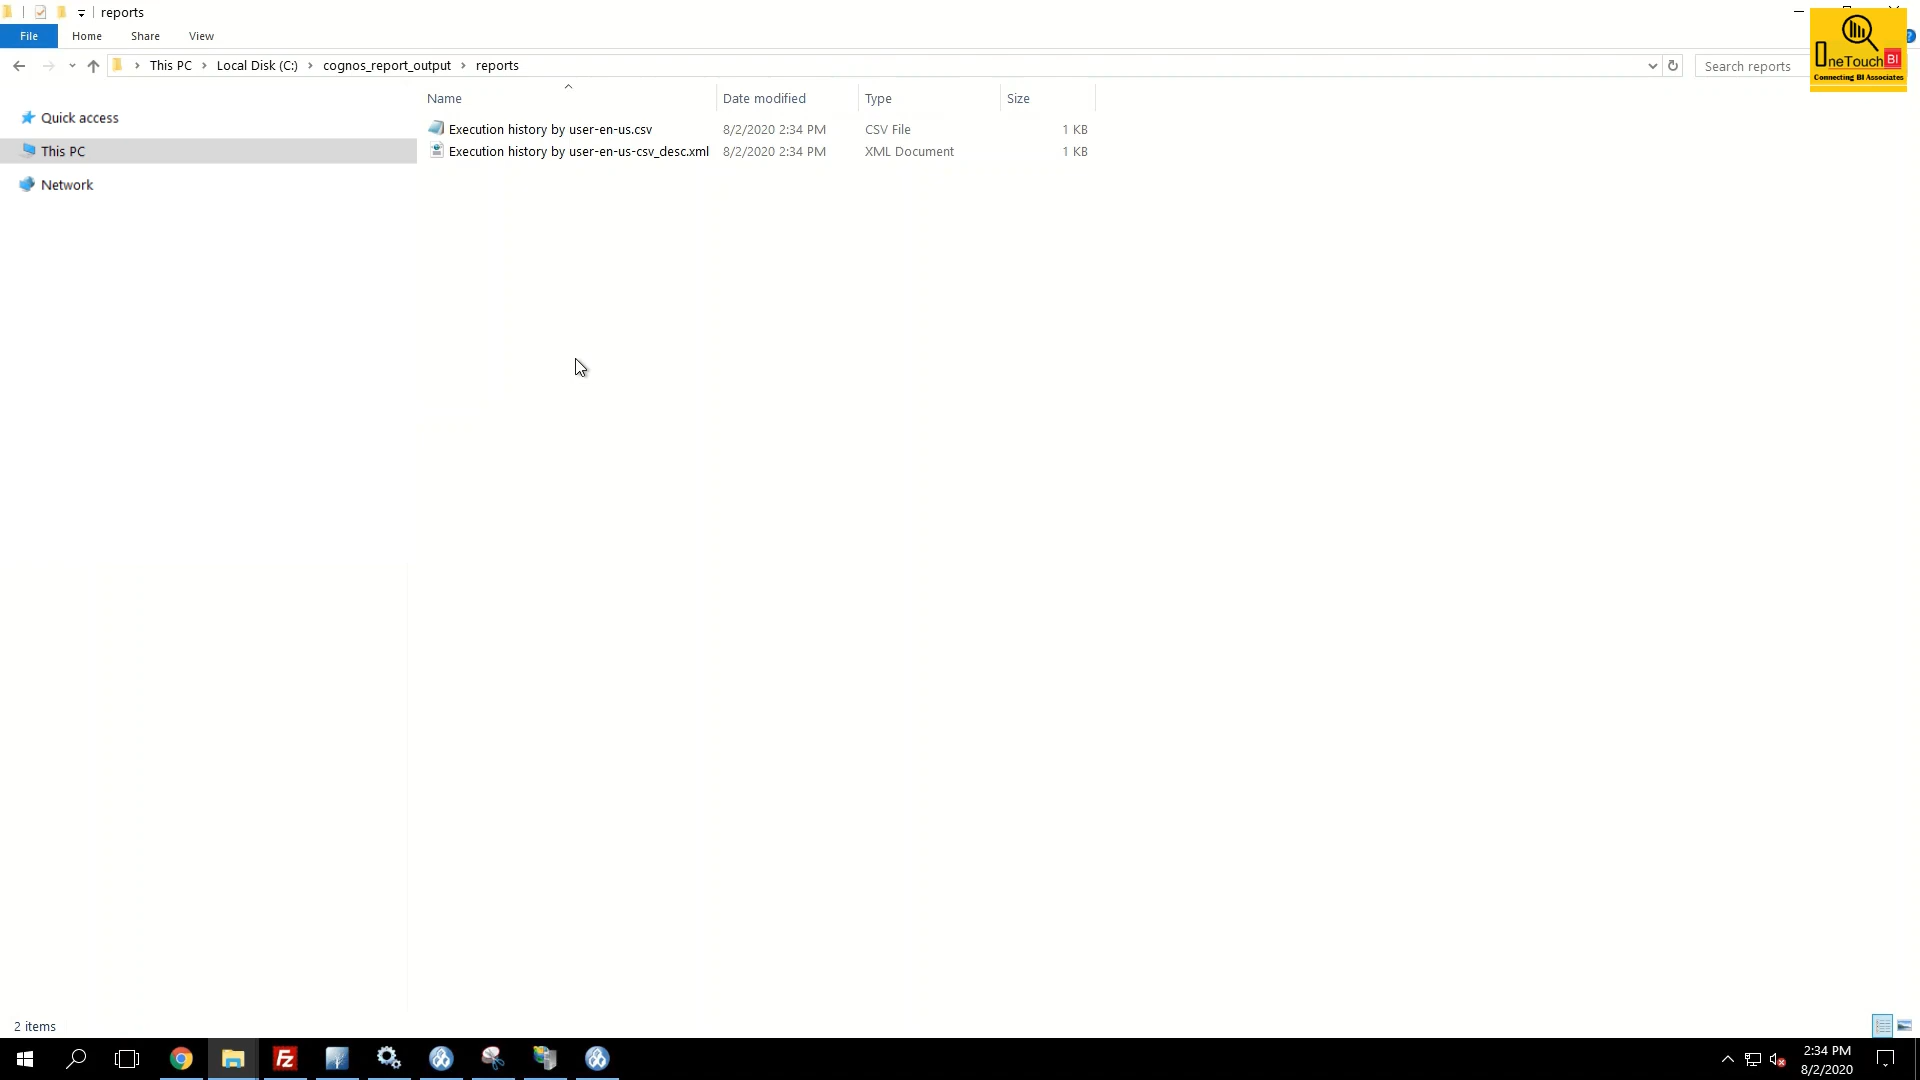 reports
File Home Share View
This PC Local Disk (C:) cognos_report_output reports
Search reports
OneTouch BI
Connecting BI Associates
Name Date modified Type Size
Quick access
This PC
Network
Execution history by user-en-us.csv 8/2/2020 2:34 PM CSV File 1 KB
Execution history by user-en-us-csv_desc.xml 8/2/2020 2:34 PM XML Document 1 KB
2 items
Fz
2:34 PM
8/2/2020